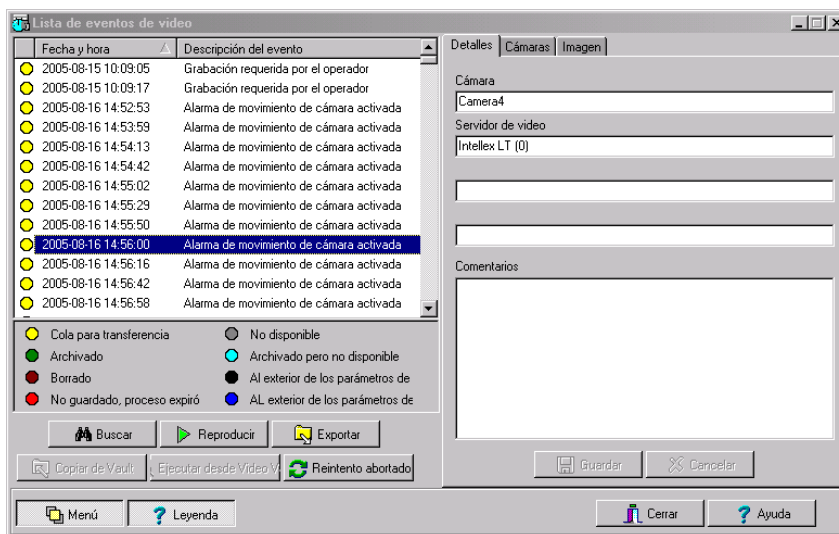 Lista de eventos de video
Fecha y hora Descripción del evento
2005-08-15 10:09:05 Grabación requerida por el operador
2005-08-15 10:09:17 Grabación requerida por el operador
2005-08-16 14:52:53 Alarma de movimiento de cámara activada
2005-08-16 14:53:59 Alarma de movimiento de cámara activada
2005-08-16 14:54:13 Alarma de movimiento de cámara activada
2005-08-16 14:54:42 Alarma de movimiento de cámara activada
2005-08-16 14:55:02 Alarma de movimiento de cámara activada
2005-08-16 14:55:29 Alarma de movimiento de cámara activada
2005-08-16 14:55:50 Alarma de movimiento de cámara activada
2005-08-16 14:56:00 Alarma de movimiento de cámara activada
2005-08-16 14:56:16 Alarma de movimiento de cámara activada
2005-08-16 14:56:42 Alarma de movimiento de cámara activada
2005-08-16 14:56:58 Alarma de movimiento de cámara activada
Cola para transferencia No disponible
Archivado Archivado pero no disponible
Borrado Al exterior de los parámetros de
No guardado, proceso expiró AL exterior de los parámetros de
Buscar Reproducir Exportar
Copiar de Vault Ejecutar desde Video V Reintento abortado
Detalles Cámaras Imagen
Cámara
Camera4
Servidor de video
Intellex LT (0)
Comentarios
Guardar Cancelar
Menú Leyenda Cerrar Ayuda